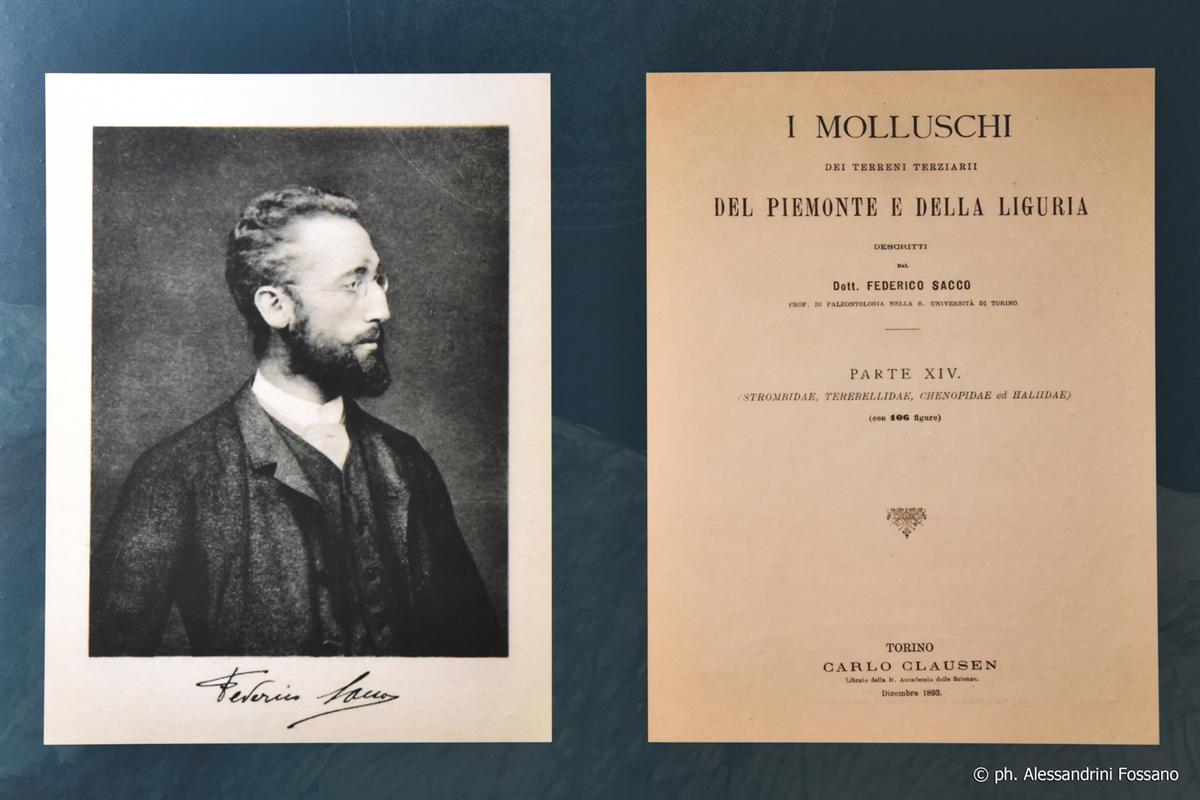 Federico Sacco
I MOLLUSCHI
DEI TERRENI TERZIARII
DEL PIEMONTE E DELLA LIGURIA
DESCRITTI
DAL
Dott. FEDERICO SACCO
PROF. DI PALEONTOLOGIA NELLA R. UNIVERSITÀ DI TORINO
PARTE XIV.
(STROMBIDAE, TEREBELLIDAE, CHENOPIDAE ed HALIIDAE)
(con 106 figure)
TORINO
CARLO CLAUSEN
Libraio della R. Accademia delle Scienze.
Dicembre 1893.
© ph. Alessandrini Fossano